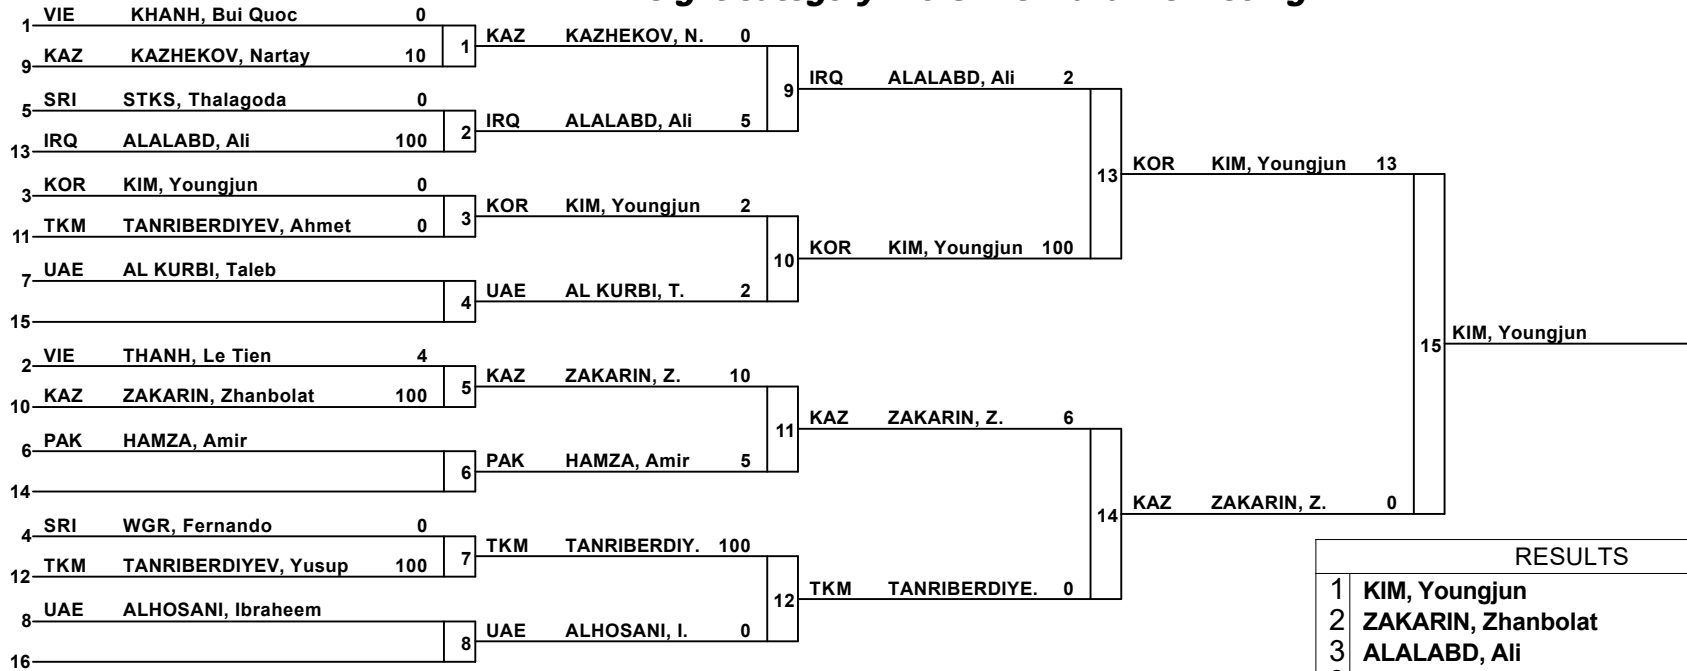 1 VIE KHANH, Bui Quoc 0
9 KAZ KAZHEKOV, Nartay 10
1
KAZ KAZHEKOV, N. 0
5 SRI STKS, Thalagoda 0
13 IRQ ALALABD, Ali 100
2
IRQ ALALABD, Ali 5
9
IRQ ALALABD, Ali 2
3 KOR KIM, Youngjun 0
11 TKM TANRIBERDIYEV, Ahmet 0
3
KOR KIM, Youngjun 2
7 UAE AL KURBI, Taleb
15
4
UAE AL KURBI, T. 2
10
KOR KIM, Youngjun 100
13
KOR KIM, Youngjun 13
2 VIE THANH, Le Tien 4
10 KAZ ZAKARIN, Zhanbolat 100
5
KAZ ZAKARIN, Z. 10
6 PAK HAMZA, Amir
14
6
PAK HAMZA, Amir 5
11
KAZ ZAKARIN, Z. 6
4 SRI WGR, Fernando 0
12 TKM TANRIBERDIYEV, Yusup 100
7
TKM TANRIBERDIY. 100
8 UAE ALHOSANI, Ibraheem
16
8
UAE ALHOSANI, I. 0
12
TKM TANRIBERDIYE. 0
14
KAZ ZAKARIN, Z. 0
15
KIM, Youngjun
RESULTS
1 KIM, Youngjun
2 ZAKARIN, Zhanbolat
3 ALALABD, Ali